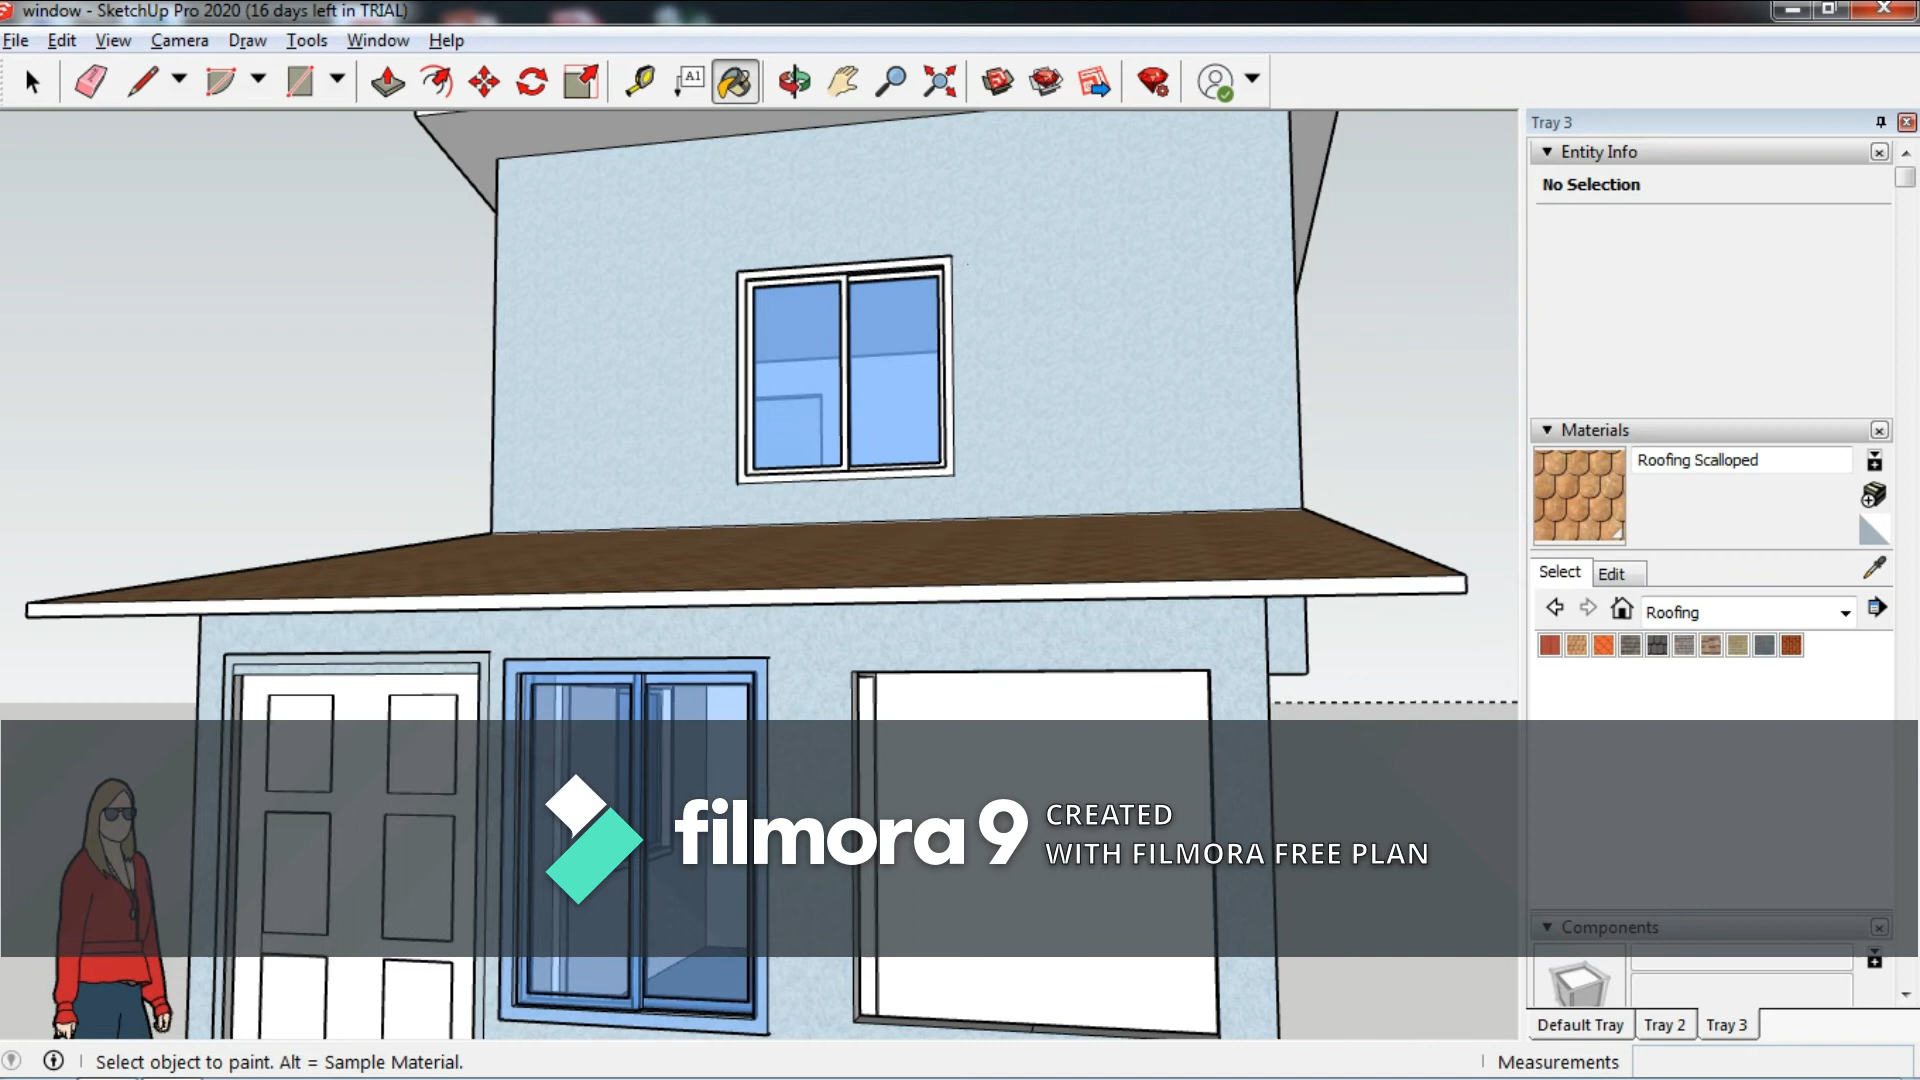 window - SketchUp Pro 2020 (16 days left in TRIAL)
File Edit View Camera Draw Tools Window Help
A1
Tray 3
Entity Info
No Selection
Materials
Roofing Scalloped
Select Edit
Roofing
filmora9 CREATED
WITH FILMORA FREE PLAN
Components
Default Tray Tray 2 Tray 3
Select object to paint. Alt = Sample Material.
Measurements